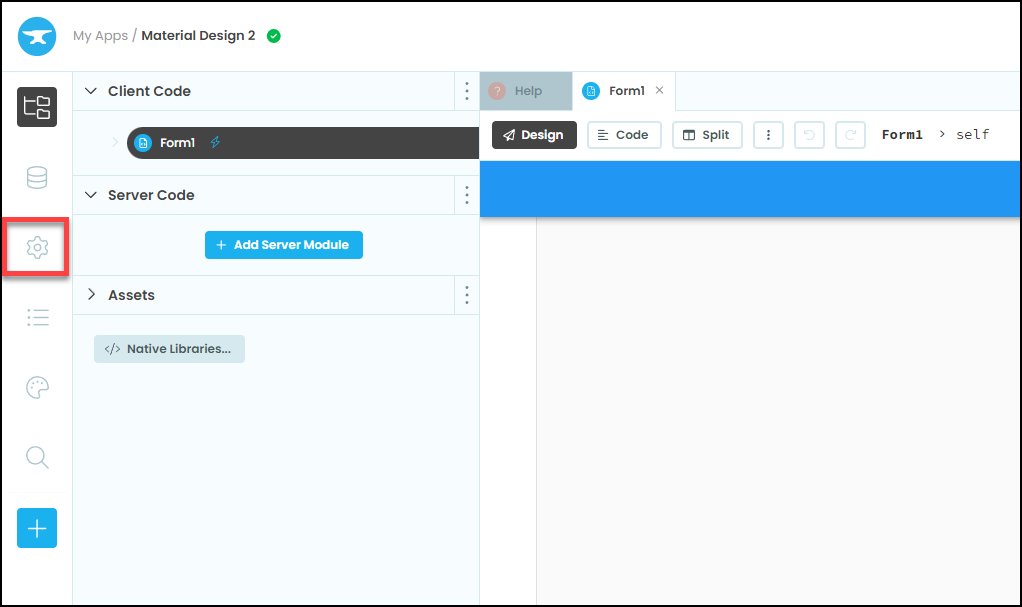 My Apps / Material Design 2
Client Code
Form1
Server Code
+ Add Server Module
Assets
</> Native Libraries...
? Help
Form1 ×
Design
Code
Split
Form1 > self